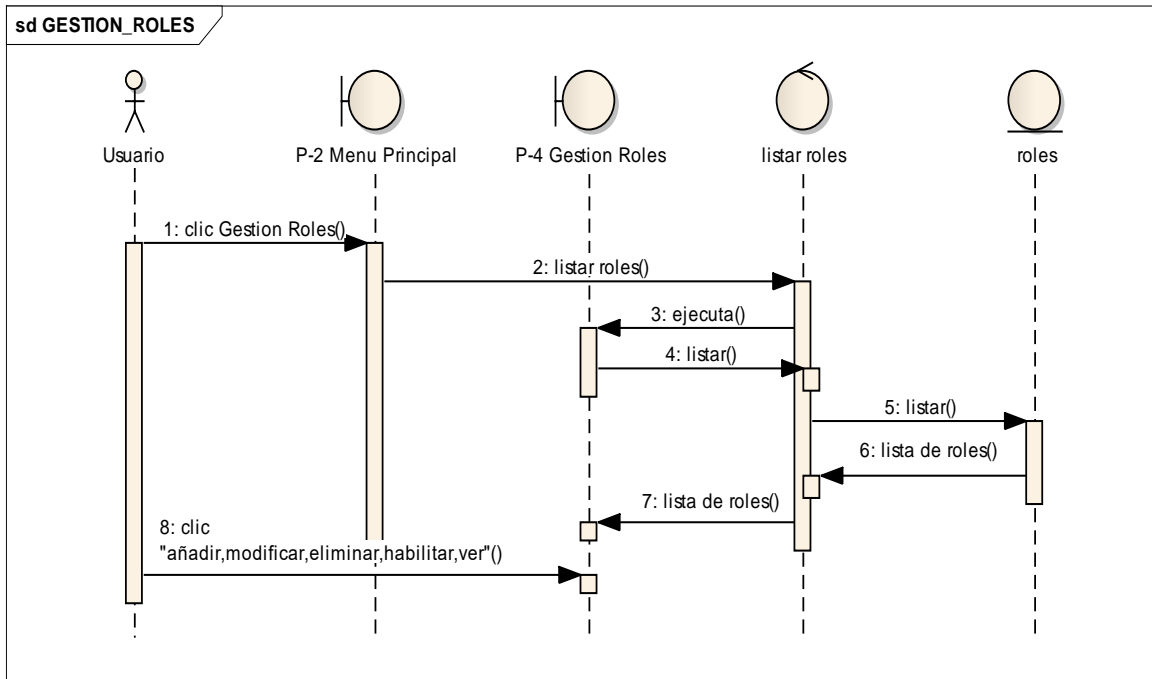 sd GESTION_ROLES
Usuario
P-2 Menu Principal
P-4 Gestion Roles
listar roles
roles
1: clic Gestion Roles()
2: listar roles()
3: ejecuta()
4: listar()
5: listar()
6: lista de roles()
7: lista de roles()
8: clic
"añadir,modificar,eliminar,habilitar,ver"()